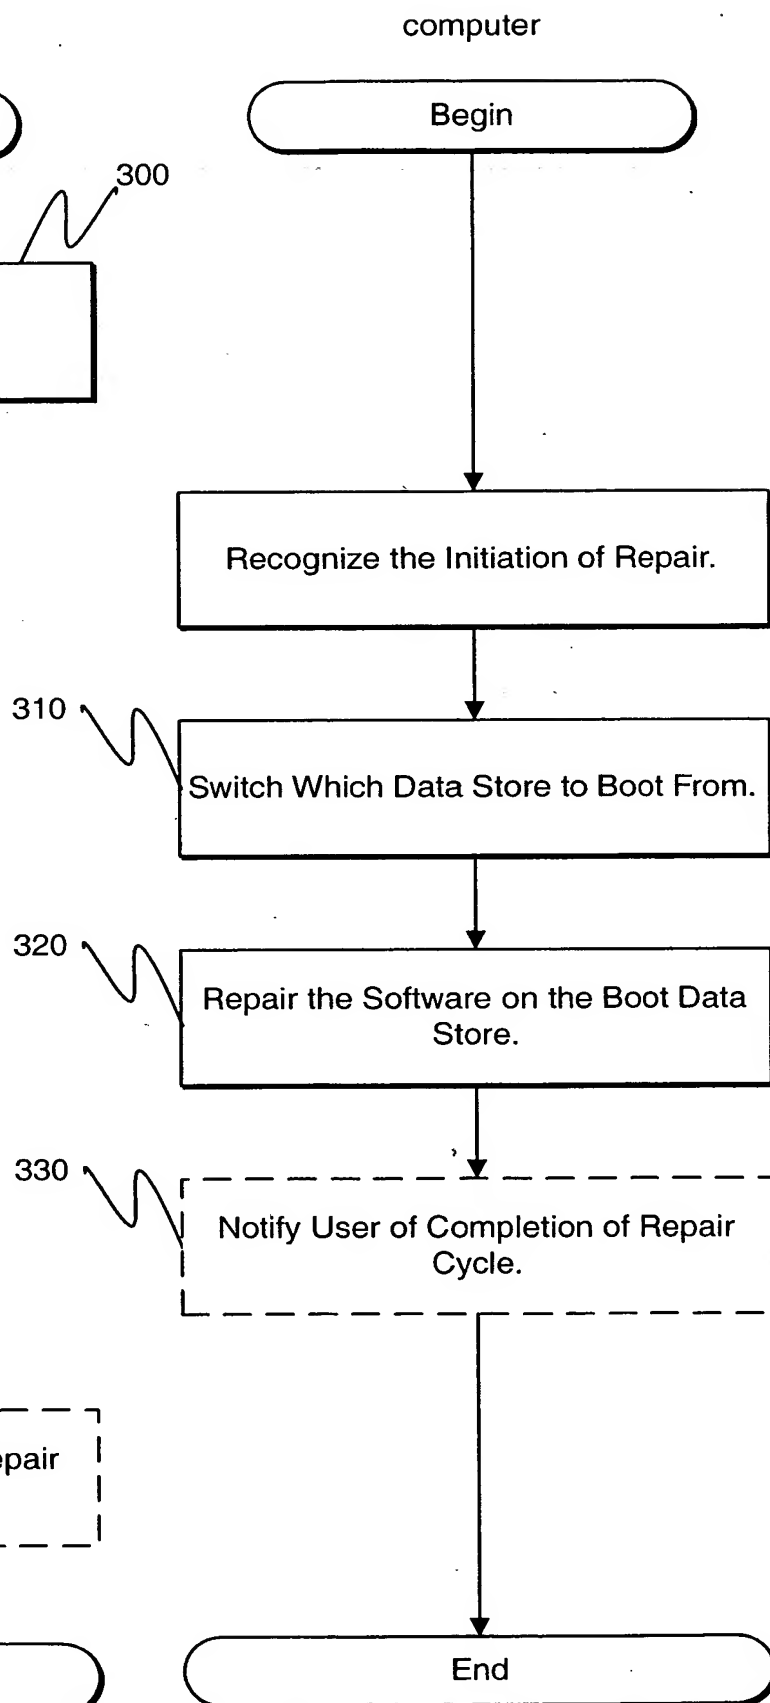 computer
Begin
300
Recognize the Initiation of Repair.
310
Switch Which Data Store to Boot From.
320
Repair the Software on the Boot Data
Store.
330
Notify User of Completion of Repair
Cycle.
epair
End